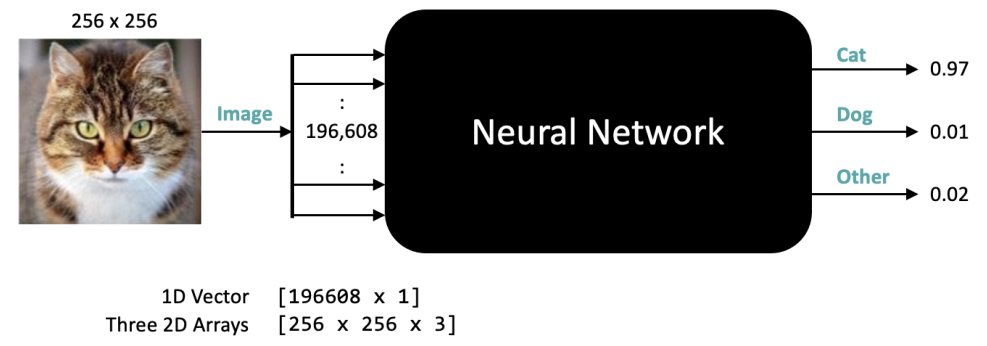 256 x 256
Image
:
196,608
:
Neural Network
Cat
0.97
Dog
0.01
Other
0.02
1D Vector [196608 x 1]
Three 2D Arrays [256 x 256 x 3]